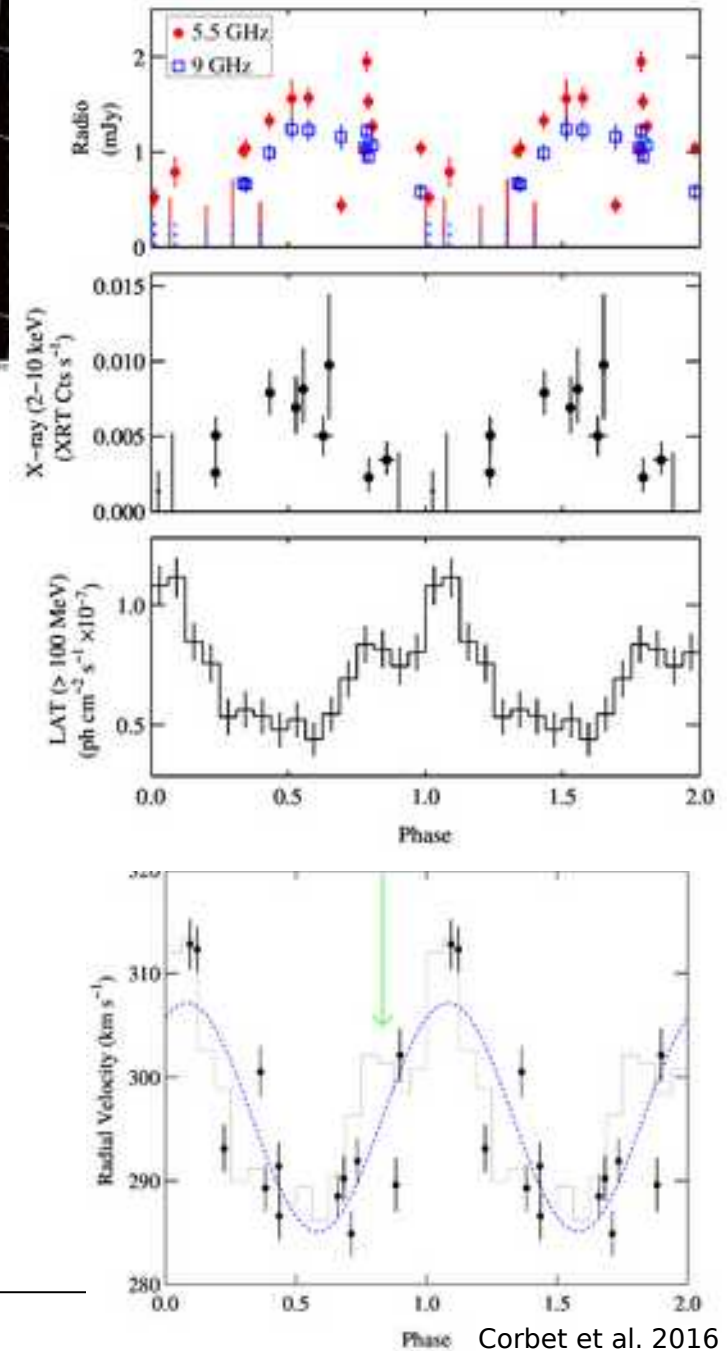 5.5 GHz
9 GHz
Radio
(mJy)
2
1
0
X-ray (2-10 keV)
(XRT Cts s⁻¹)
0.015
0.010
0.005
0.000
LAT (> 100 MeV)
(ph cm⁻² s⁻¹ ×10⁻⁷)
1.0
0.5
0.0 0.5 1.0 1.5 2.0
Phase
Radial Velocity (km s⁻¹)
320
310
300
290
280
0.0 0.5 1.0 1.5 2.0
Phase Corbet et al. 2016